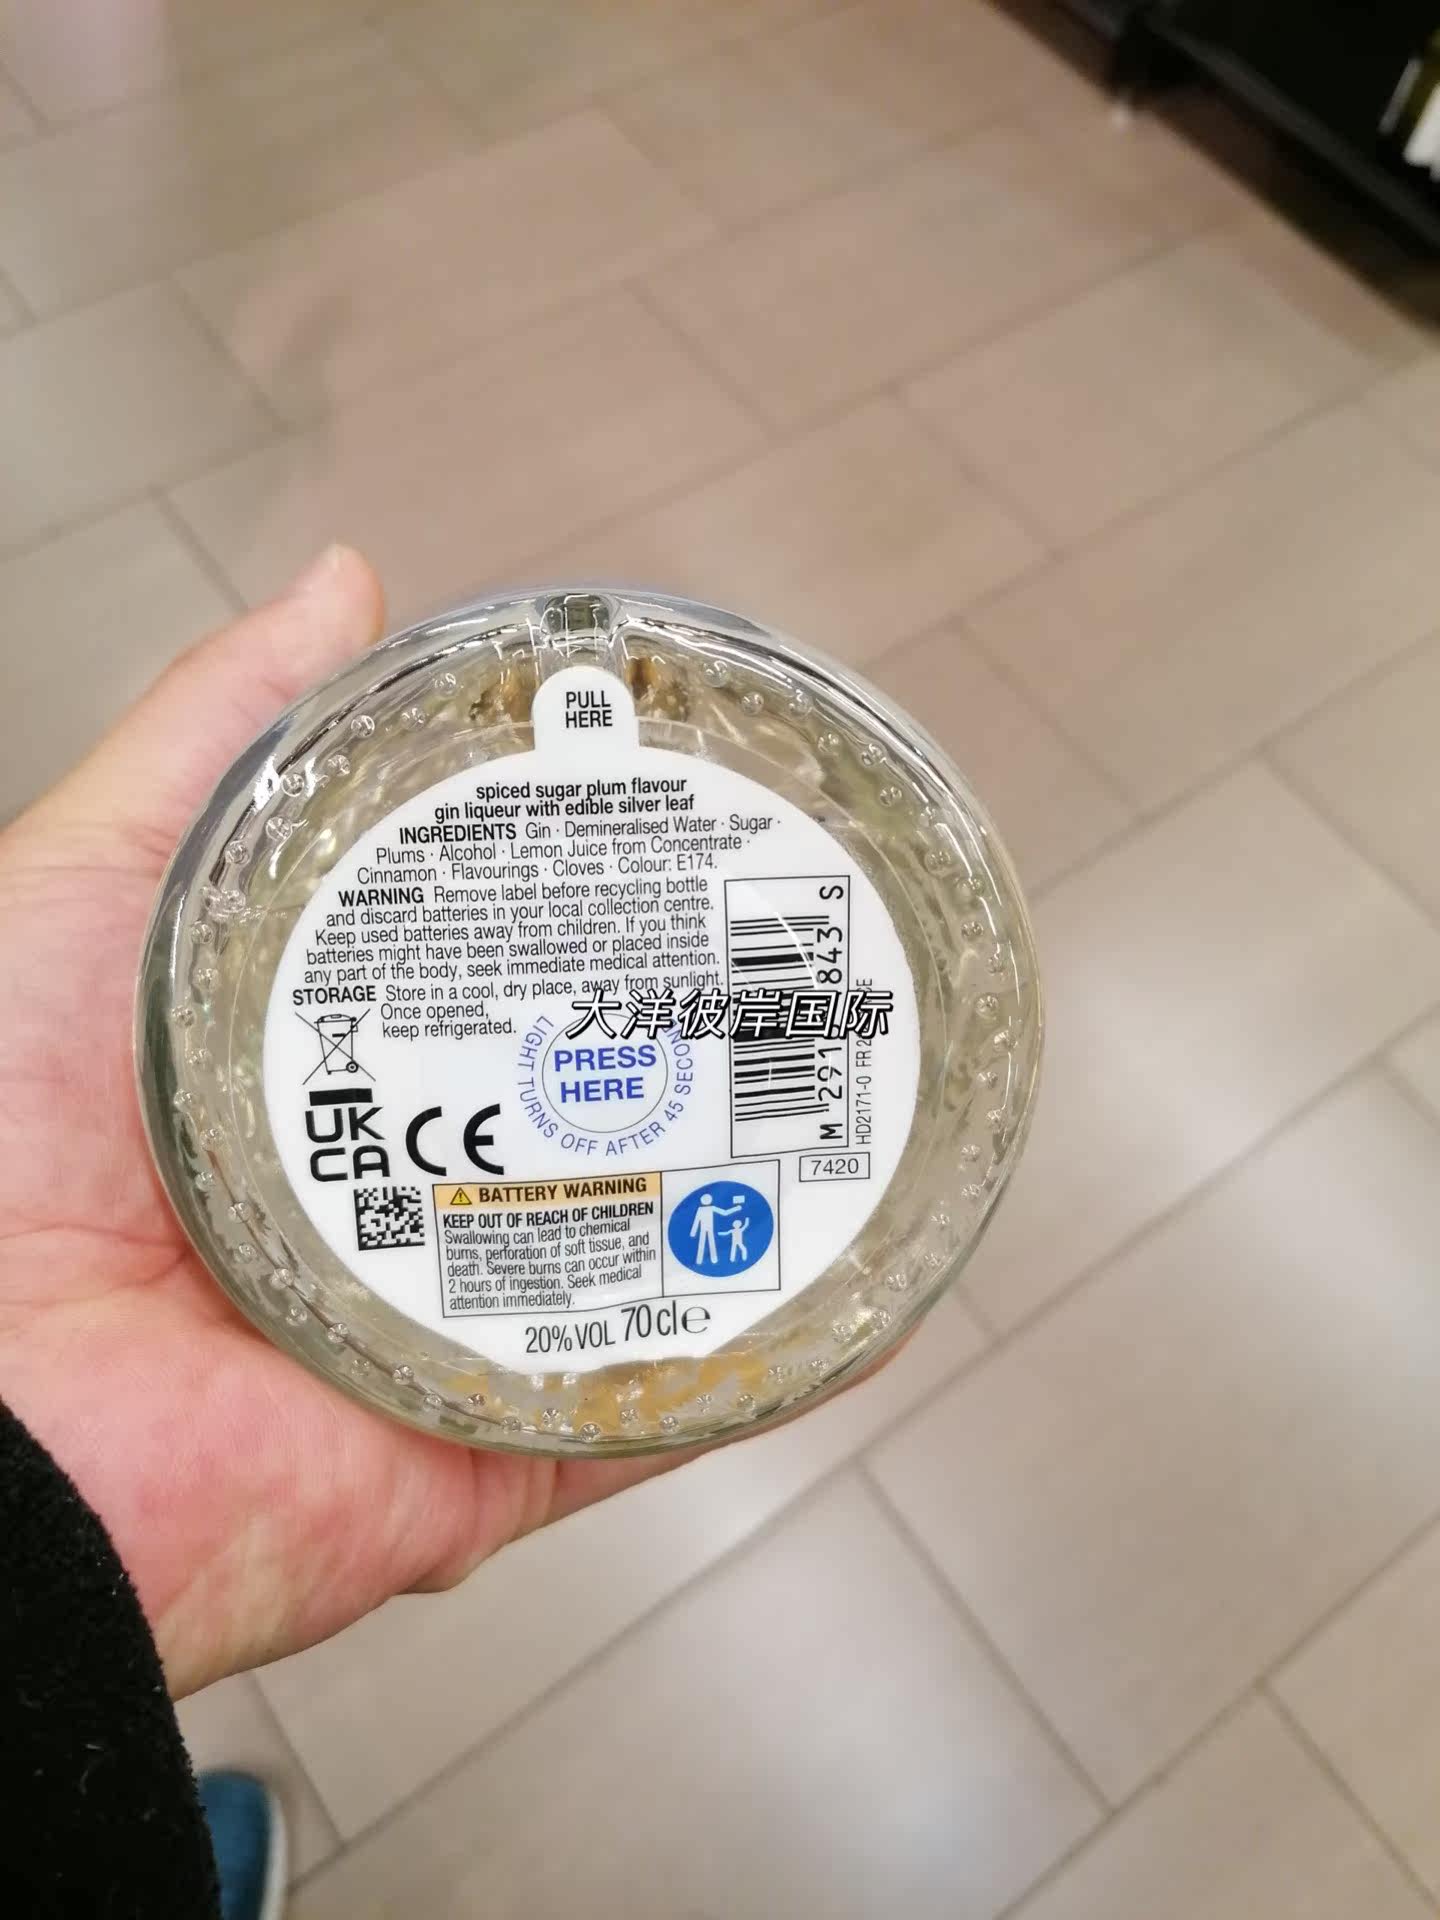 PULL
HERE
spiced sugar plum flavour
gin liqueur with edible silver leaf
INGREDIENTS Gin · Demineralised Water · Sugar ·
Plums · Alcohol · Lemon Juice from Concentrate ·
Cinnamon · Flavourings · Cloves · Colour: E174.
WARNING Remove label before recycling bottle
and discard batteries in your local collection centre.
Keep used batteries away from children. If you think
batteries might have been swallowed or placed inside
any part of the body, seek immediate medical attention.
STORAGE Store in a cool, dry place, away from sunlight.
Once opened,
keep refrigerated.
大洋彼岸国际
PRESS
HERE
LIGHT TURNS OFF AFTER 45 SECONDS
UK
CA
CE
M 291 843 S
HD2171-0 FR
7420
BATTERY WARNING
KEEP OUT OF REACH OF CHILDREN
Swallowing can lead to chemical
burns, perforation of soft tissue, and
death. Severe burns can occur within
2 hours of ingestion. Seek medical
attention immediately.
20% VOL 70 cl e